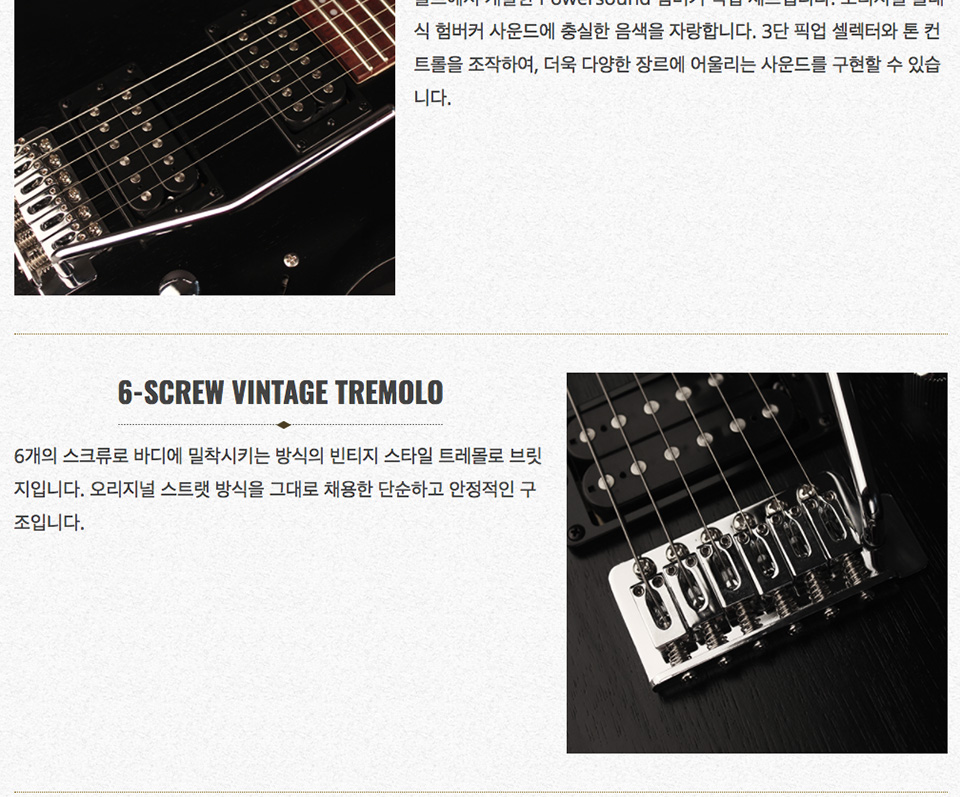 식 험버커 사운드에 충실한 음색을 자랑합니다. 3단 픽업 셀렉터와 톤 컨
트롤을 조작하여, 더욱 다양한 장르에 어울리는 사운드를 구현할 수 있습
니다.
6-SCREW VINTAGE TREMOLO
6개의 스크류로 바디에 밀착시키는 방식의 빈티지 스타일 트레몰로 브릿
지입니다. 오리지널 스트랫 방식을 그대로 채용한 단순하고 안정적인 구
조입니다.